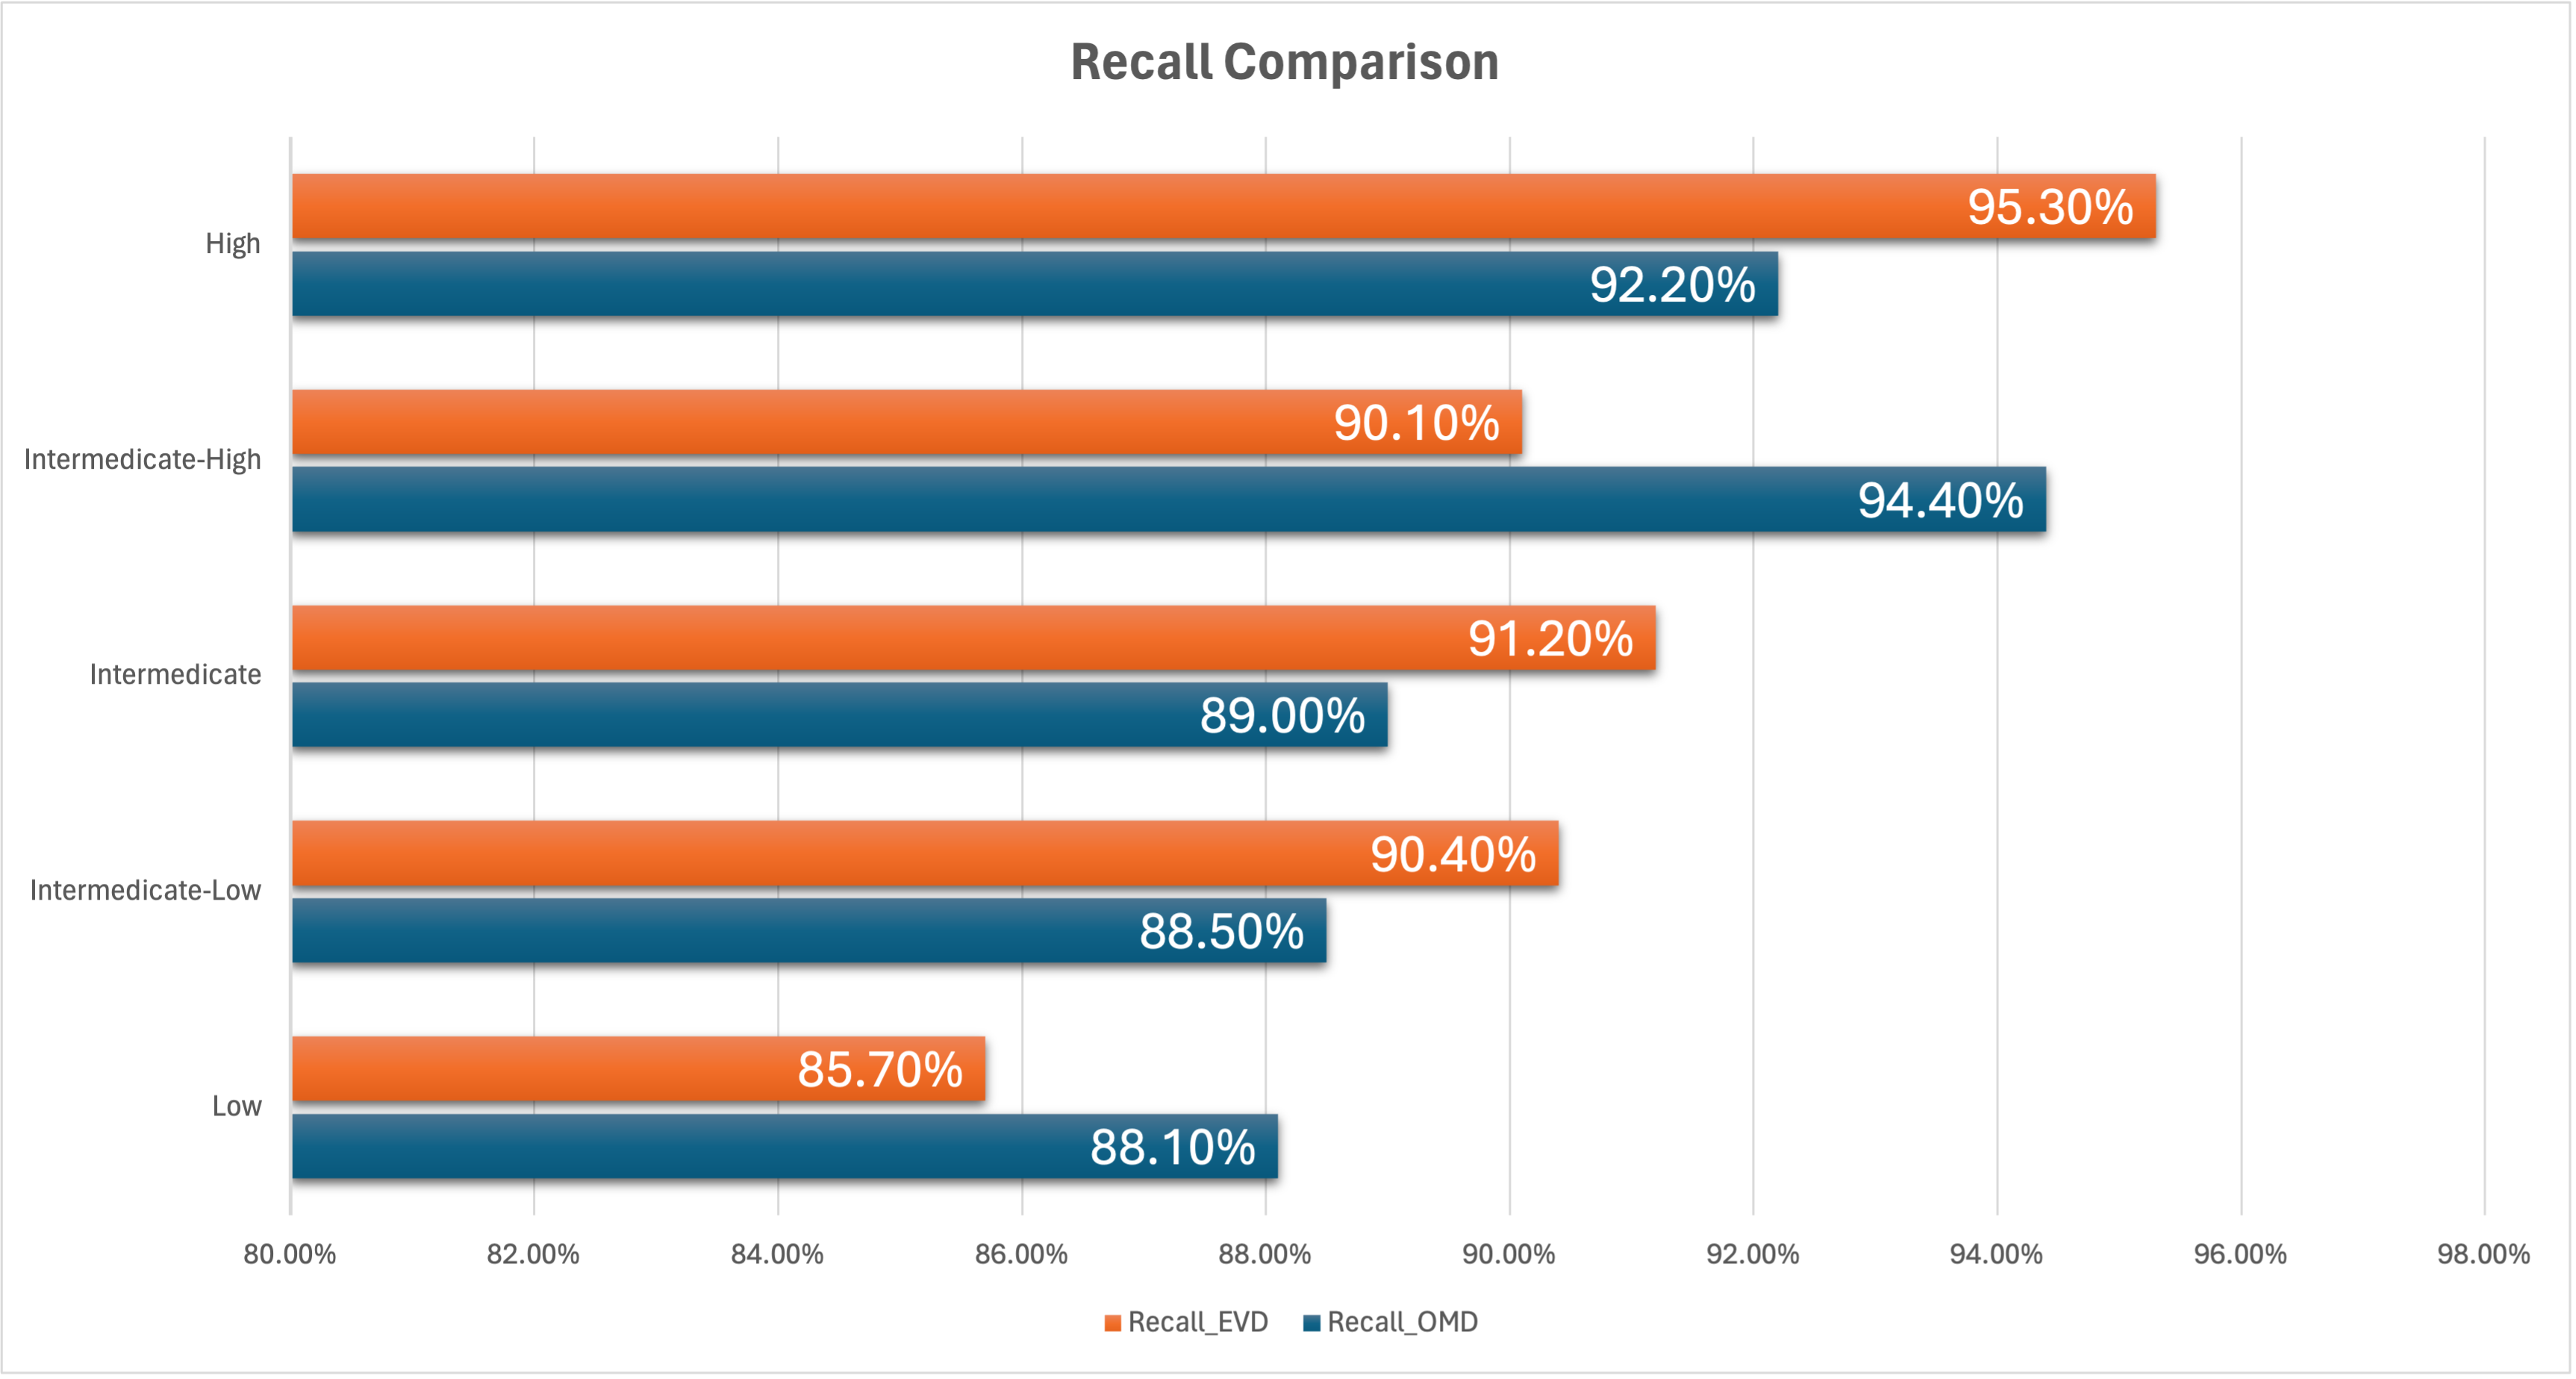 Recall Comparison
High
95.30%
92.20%
Intermedicate-High
90.10%
94.40%
Intermedicate
91.20%
89.00%
Intermedicate-Low
90.40%
88.50%
Low
85.70%
88.10%
80.00% 82.00% 84.00% 86.00% 88.00% 90.00% 92.00% 94.00% 96.00% 98.00%
Recall_EVD Recall_OMD